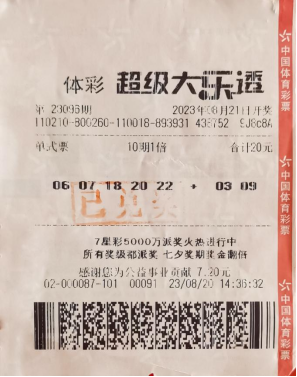 体彩 超级大乐透
第 23096期 2023年08月21日开奖
110210-800260-110018-893931 439752 9J8c8A
单式票 10期1倍 合计20元
06 07 18 20 22 + 03 09
已兑奖
7星彩5000万派奖火热进行中
所有奖级都派奖 七夕奖期奖金翻倍
感谢您为公益事业贡献 7.20元
02-000087-101 00091 23/08/20 14:36:32
中国体育彩票
中国体育彩票
中国体育彩票